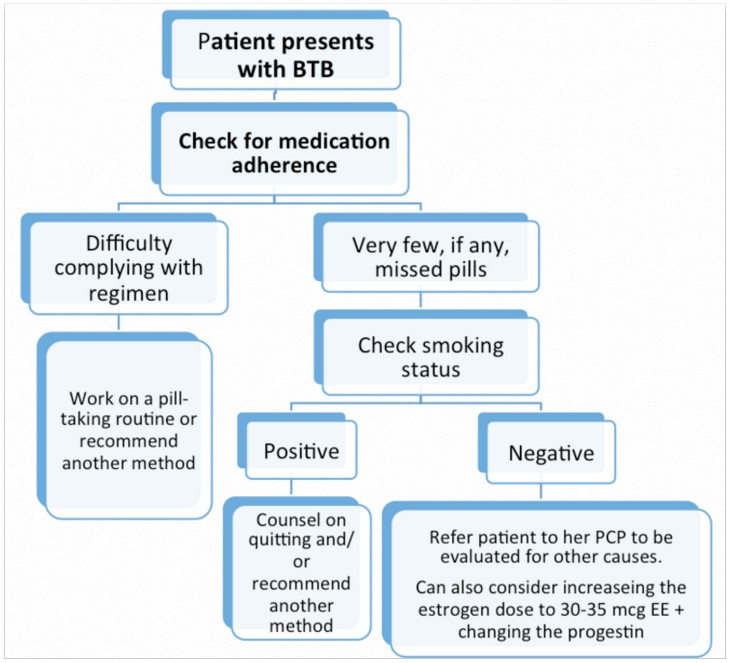 Patient presents
with BTB
Check for medication
adherence
Difficulty
complying with
regimen
Very few, if any,
missed pills
Work on a pill-
taking routine or
recommend
another method
Check smoking
status
Positive
Negative
Counsel on
quitting and/
or
recommend
another
method
Refer patient to her PCP to be
evaluated for other causes.
Can also consider increaseing the
estrogen dose to 30-35 mcg EE +
changing the progestin